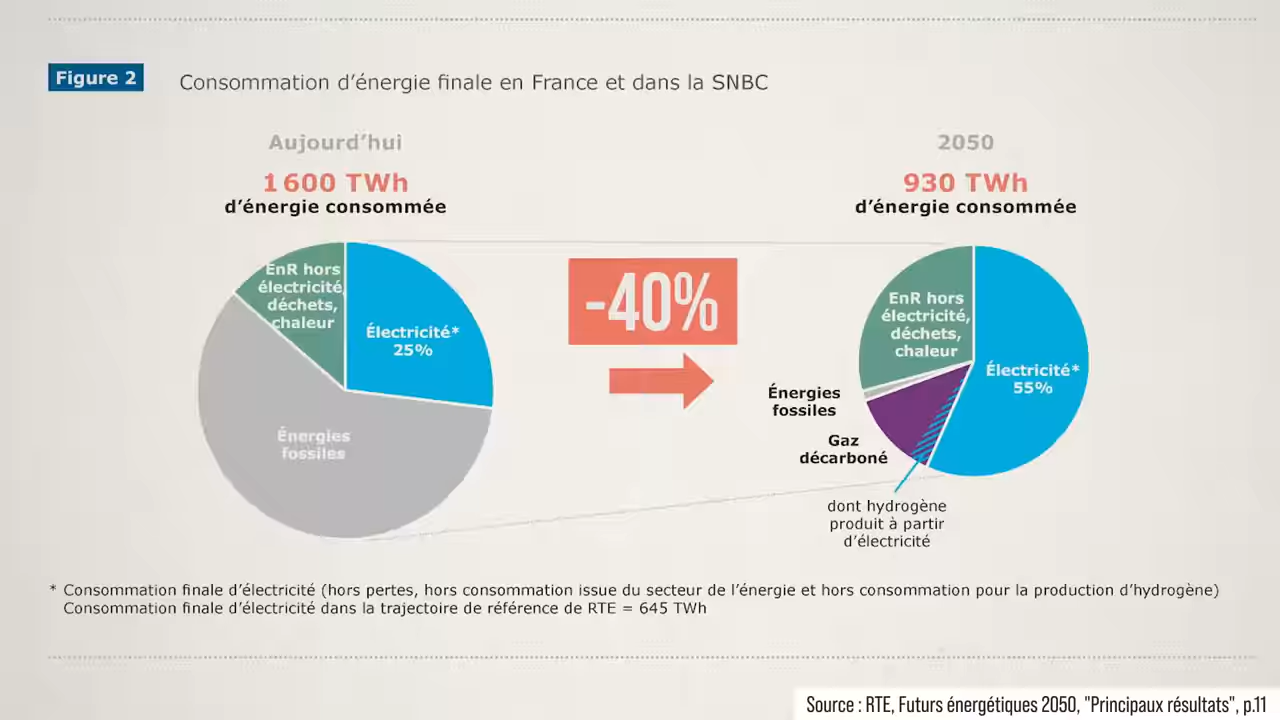 Figure 2
Consommation d’énergie finale en France et dans la SNBC
Aujourd’hui
1 600 TWh
d’énergie consommée
EnR hors
électricité,
déchets,
chaleur
Électricité*
25%
Énergies
fossiles
-40%
2050
930 TWh
d’énergie consommée
EnR hors
électricité,
déchets,
chaleur
Électricité*
55%
Énergies
fossiles
Gaz
décarboné
dont hydrogène
produit à partir
d’électricité
* Consommation finale d’électricité (hors pertes, hors consommation issue du secteur de l’énergie et hors consommation pour la production d’hydrogène)
Consommation finale d’électricité dans la trajectoire de référence de RTE = 645 TWh
Source : RTE, Futurs énergétiques 2050, "Principaux résultats", p.11